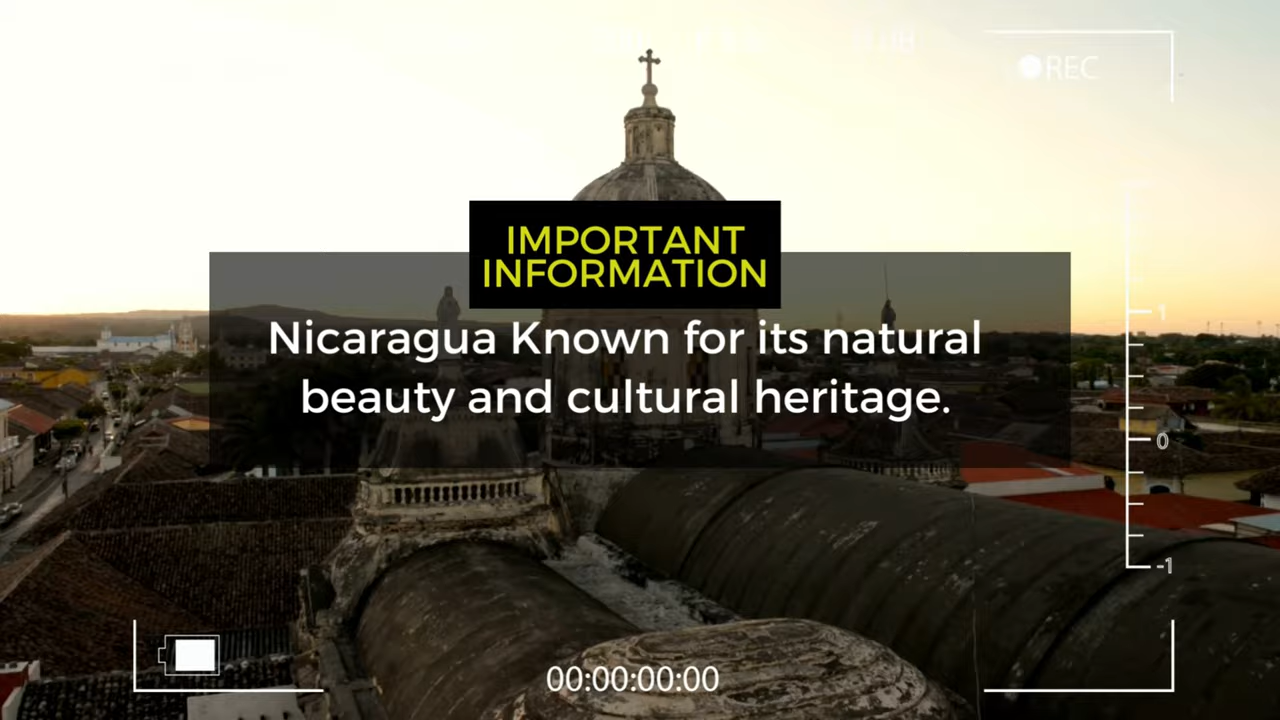 REC
IMPORTANT
INFORMATION
Nicaragua Known for its natural
beauty and cultural heritage.
1
0
-1
00:00:00:00